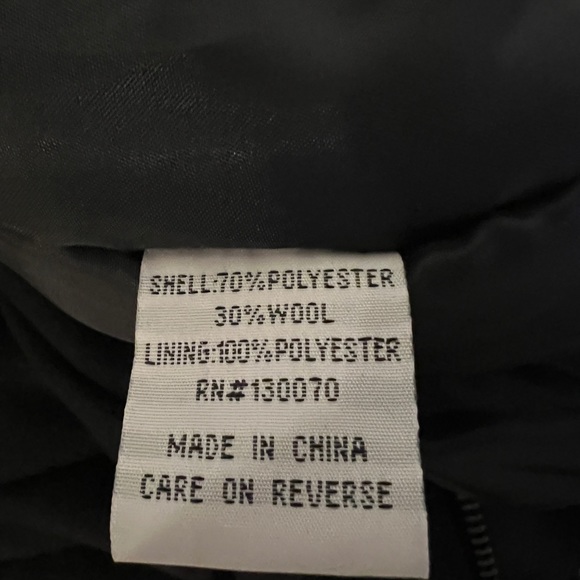 SHELL:70%POLYESTER
30%WOOL
LINING:100%POLYESTER
RN#130070
MADE IN CHINA
CARE ON REVERSE